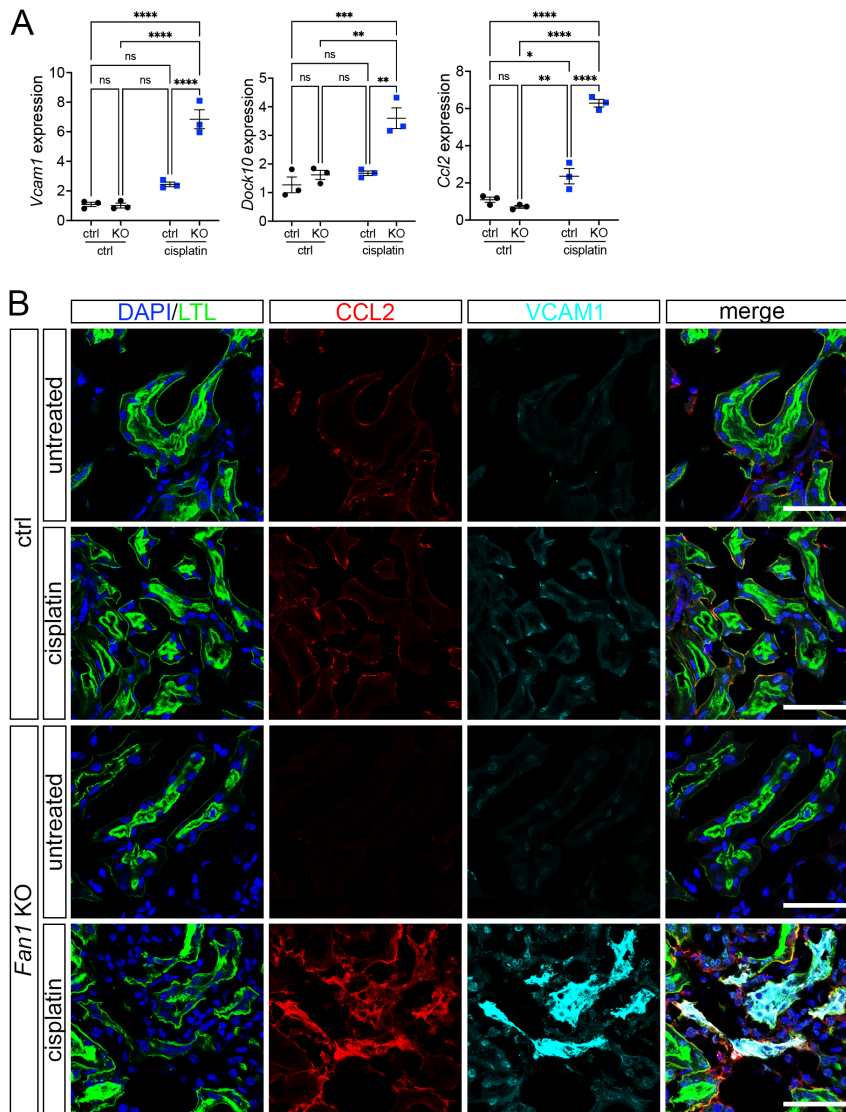 A
**** *** ****
**** ** ****
ns ns *
ns ns **** ns ns ** ns ** ****
Vcam1 expression
10
8
6
4
2
0
ctrl KO ctrl KO
ctrl cisplatin
Dock10 expression
5
4
3
2
1
0
ctrl KO ctrl KO
ctrl cisplatin
Ccl2 expression
8
6
4
2
0
ctrl KO ctrl KO
ctrl cisplatin
B
DAPI/LTL CCL2 VCAM1 merge
ctrl
untreated
cisplatin
Fan1 KO
untreated
cisplatin